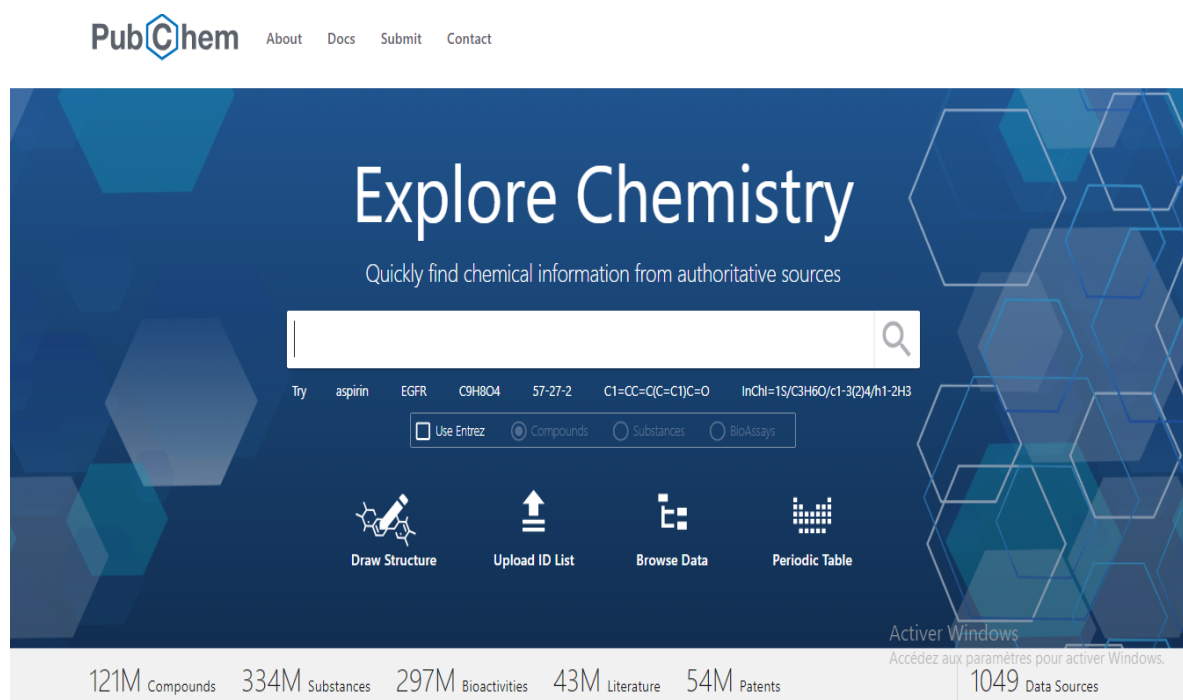 PubChem About Docs Submit Contact
Explore Chemistry
Quickly find chemical information from authoritative sources
Try aspirin EGFR C9H8O4 57-27-2 C1=CC=C(C=C1)C=O InChI=1S/C3H6O/c1-3(2)4/h1-2H3
Use Entrez Compounds Substances BioAssays
Draw Structure Upload ID List Browse Data Periodic Table
Activer Windows
Accédez aux paramètres pour activer Windows.
121M Compounds 334M Substances 297M Bioactivities 43M Literature 54M Patents 1049 Data Sources